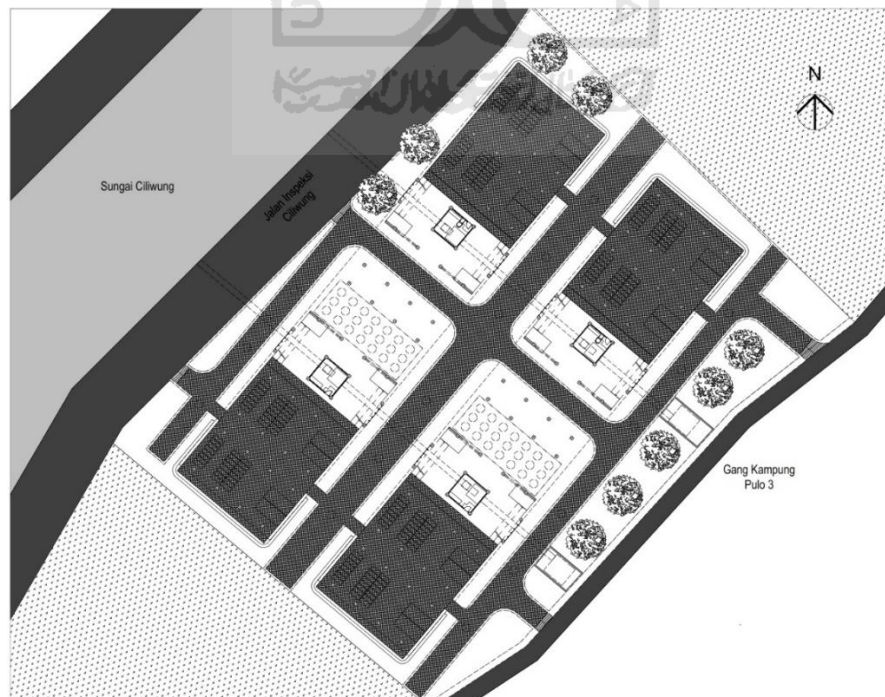 N
Sungai Ciliwung
Jalan Inspeksi
Ciliwung
Gang Kampung
Pulo 3